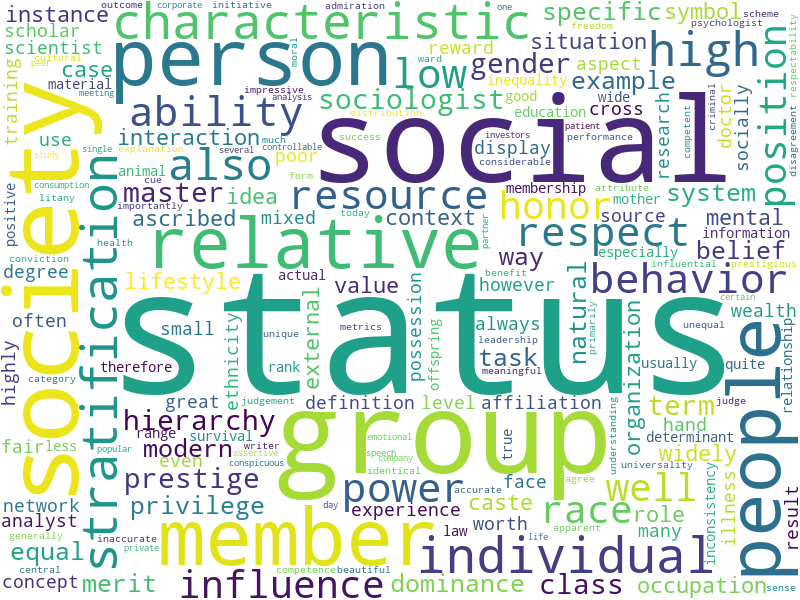 instance
outcome
corporate
initiative
admiration
one
characteristic
specific
symbol
psychologist
scheme
scholar
scientist
person
low
reward
situation
freedom
respectability
training
cultural
peer
case
material
meeting
moral
gender
ward
high
aspect
inequality
example
position
use
ability
sociologist
impressive
analysis
good
wide
cross
education
distribution
research
socially
doctor
criminal
competent
disagreement
interaction
success
much
investors
patient
performance
single
explanation
several
controllable
social
display
considerable
study
society
also
poor
animal
form
cue
consumption
litany
positive
importantly
master
idea
resource
membership
attribute
mother
system
mental
ascribed
mixed
context
honor
source
information
conviction
health
today
respect
especially
belief
degree
stratification
relative
partner
way
influential
prestigious
actual
benefit
certain
lifestyle
value
however
behavior
natural
wealth
often
small
unique
metrics
external
possession
offspring
always
leadership
primarily
unequal
relationship
highly
therefore
status
rank
ethnicity
task
meaningful
organization
usually
quite
people
category
great
judgement
definition
level
affiliation
term
judge
popular
hierarchy
group
understanding
hand
determinant
fair
less
modern
range
survival
writer
assertive
emotional
speech
company
identical
true
widely
universality
even
cultural
conspicuous
agree
network
prestige
power
accurate
face
well
inconsistency
illness
result
analyst
inaccurate
privilege
day
experience
caste
race
role
generally
private
member
law
worth
many
equal
apparent
life
central
individual
concept
merit
competence
beautiful
influence
dominance
class
occupation
sense